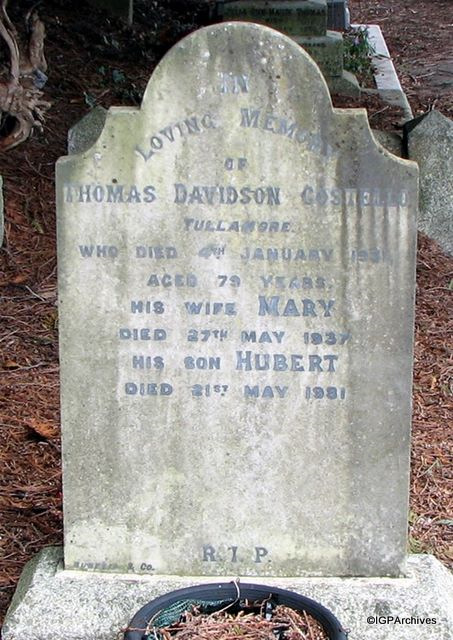 IN
LOVING MEMORY
OF
THOMAS DAVIDSON COSTELLO
TULLAMORE.
WHO DIED 4TH JANUARY
AGED 79 YEARS.
HIS WIFE MARY
DIED 27TH MAY 1937
HIS SON HUBERT
DIED 21ST MAY 1981
R.I.P.
& CO.
©IGPArchives